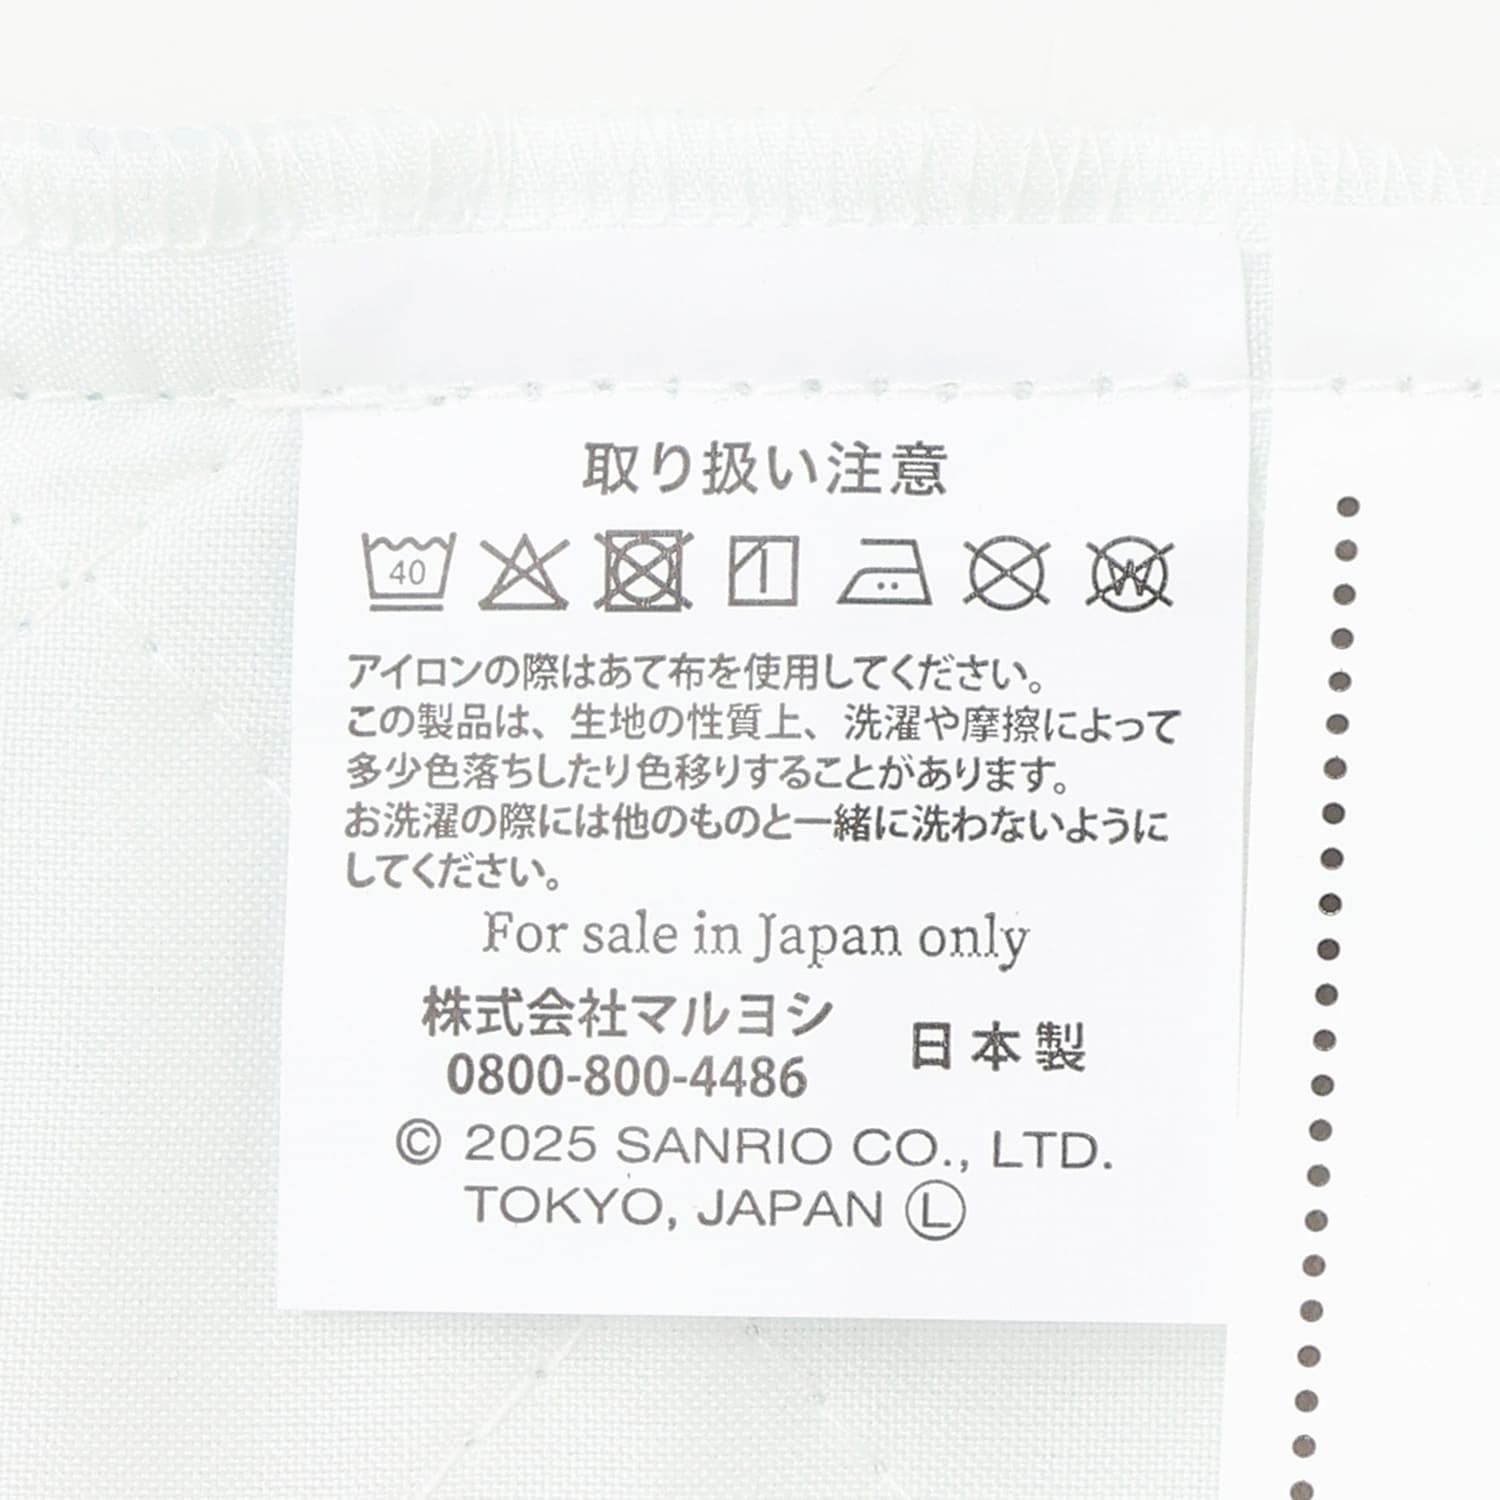 取り扱い注意
40
アイロンの際はあて布を使用してください。
この製品は、生地の性質上、洗濯や摩擦によって
多少色落ちしたり色移りすることがあります。
お洗濯の際には他のものと一緒に洗わないように
してください。
For sale in Japan only
株式会社マルヨシ
0800-800-4486
日本製
© 2025 SANRIO CO., LTD.
TOKYO, JAPAN Ⓛ